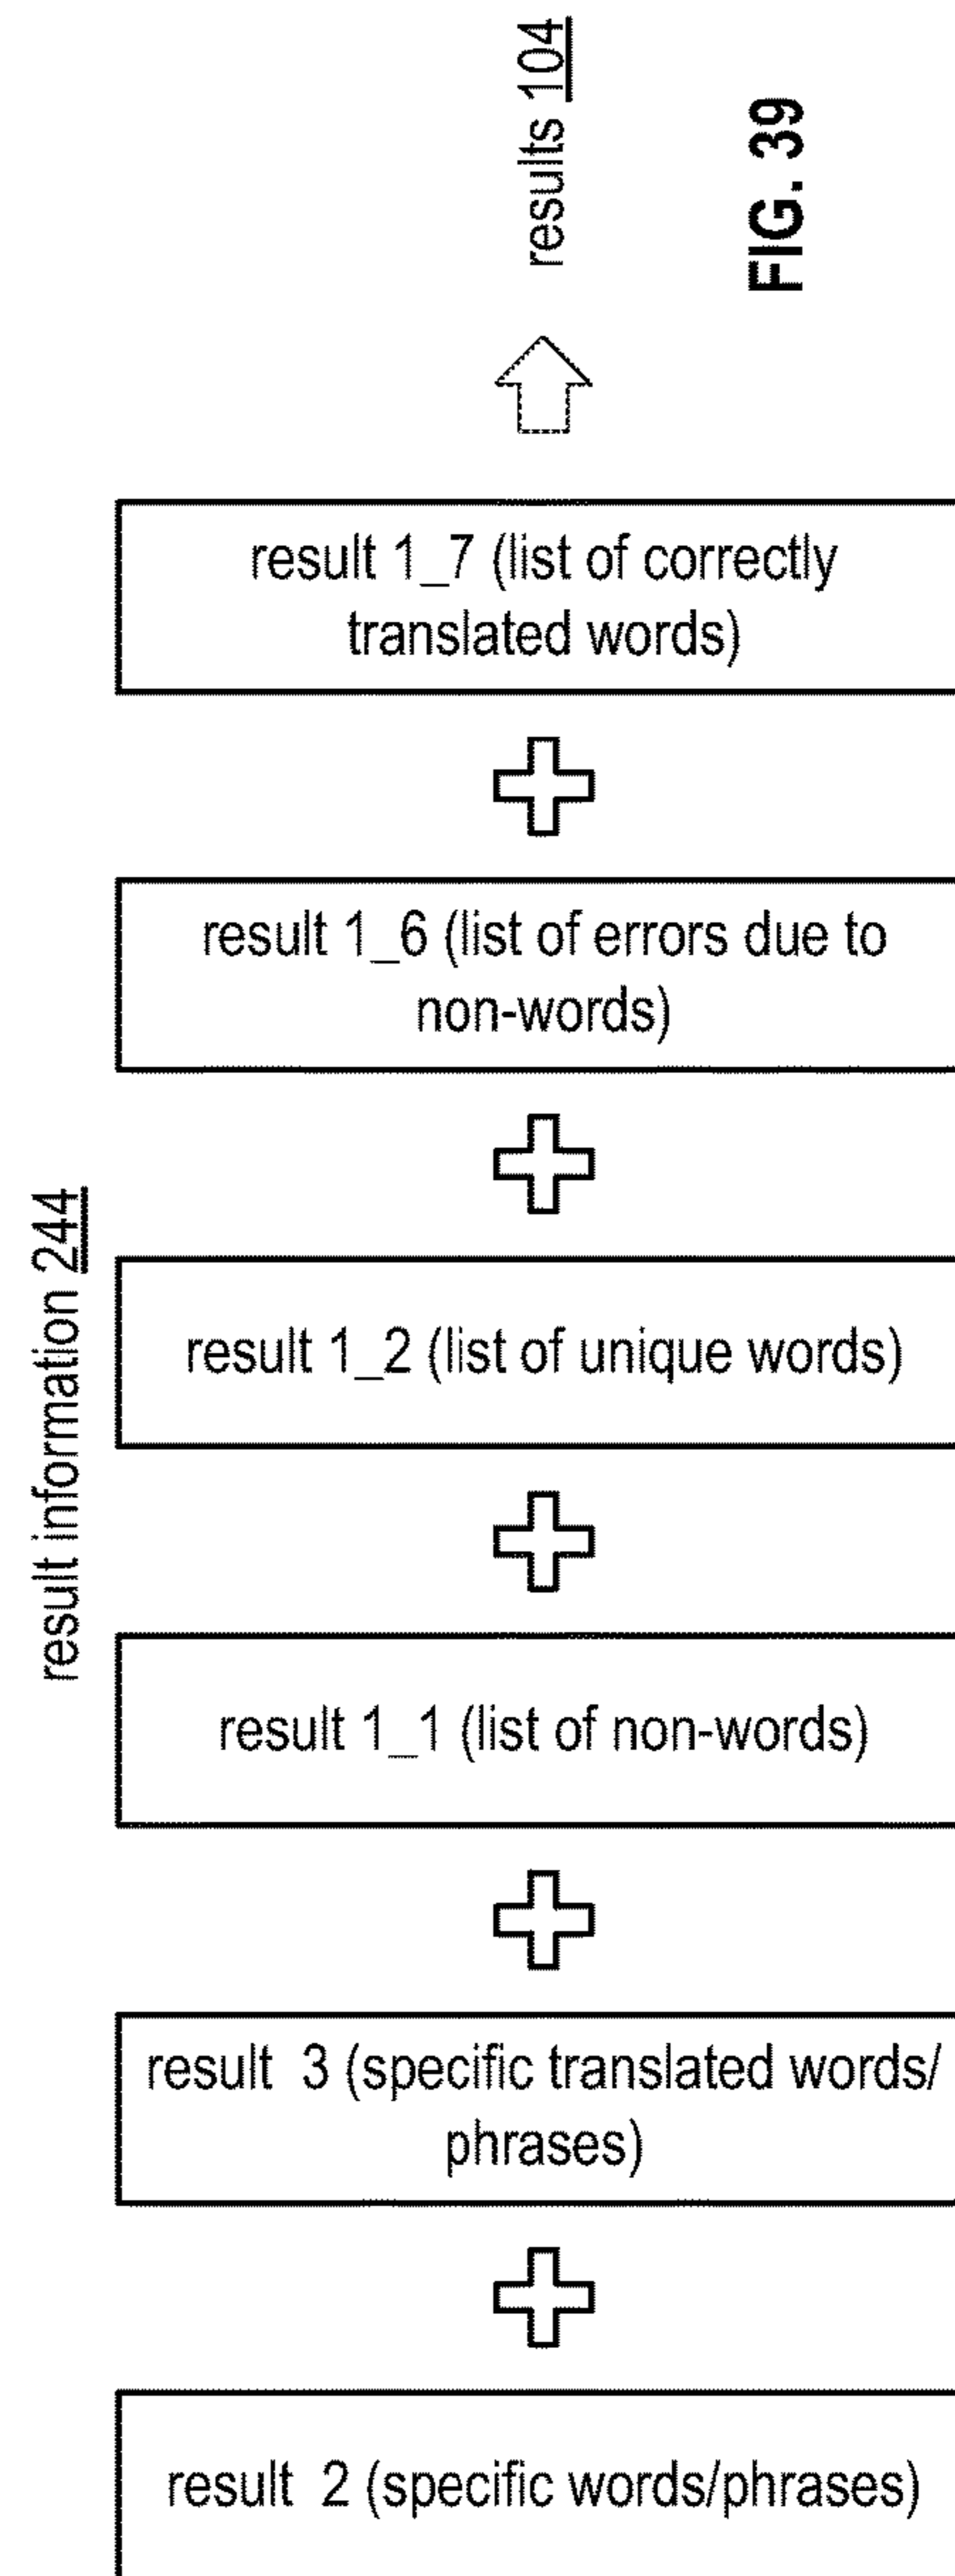 results 104
FIG. 39
result 1_7 (list of correctly
translated words)
result 1_6 (list of errors due to
non-words)
result information 244
result 1_2 (list of unique words)
result 1_1 (list of non-words)
result 3 (specific translated words/
phrases)
result 2 (specific words/phrases)